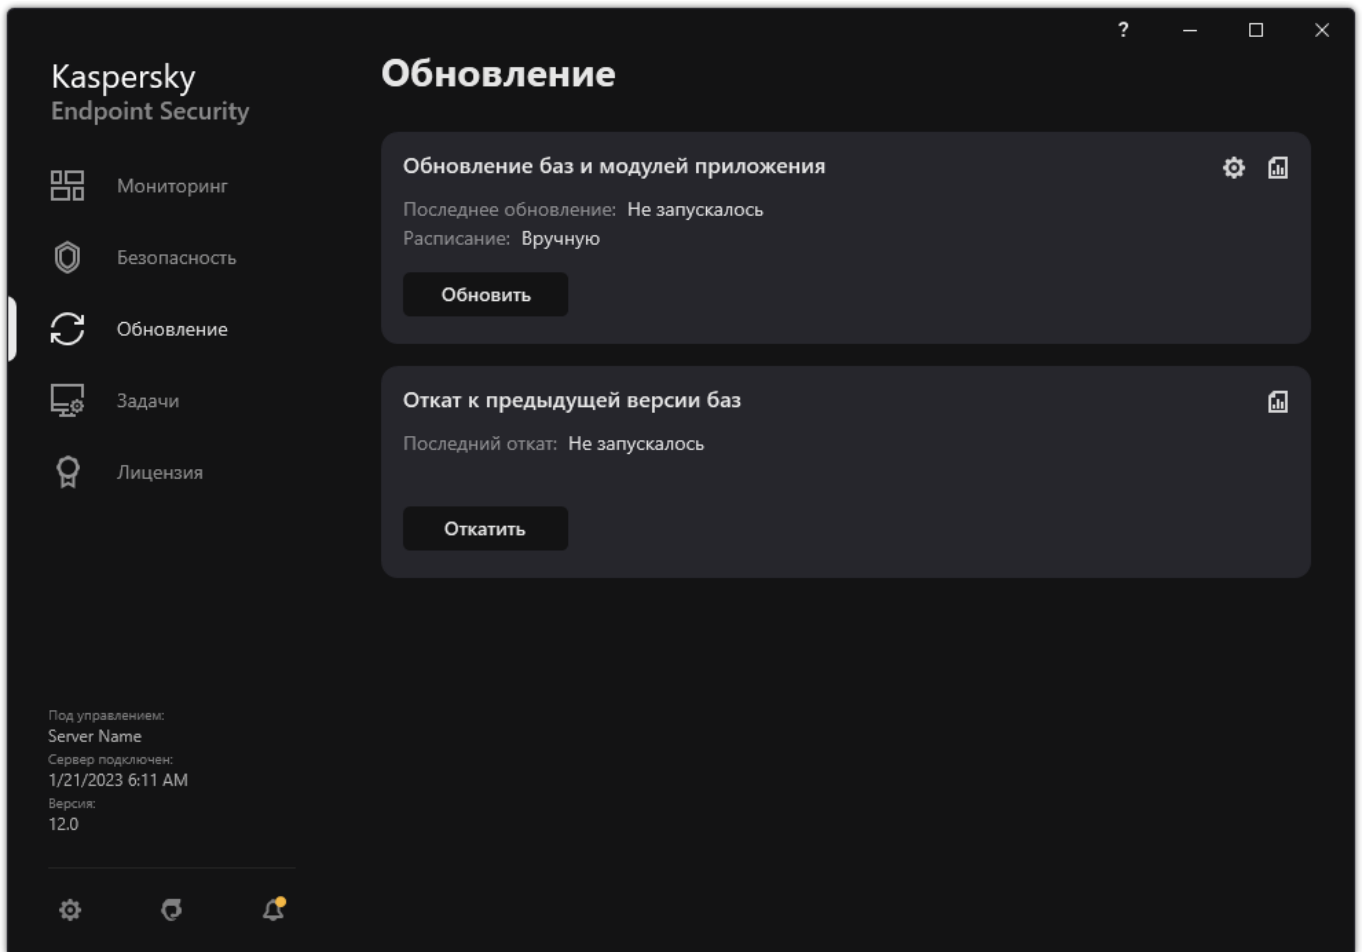 ?
Kaspersky
Endpoint Security
Мониторинг
Безопасность
Обновление
Задачи
Лицензия
Под управлением:
Server Name
Сервер подключен:
1/21/2023 6:11 AM
Версия:
12.0
Обновление
Обновление баз и модулей приложения
Последнее обновление: Не запускалось
Расписание: Вручную
Обновить
Откат к предыдущей версии баз
Последний откат: Не запускалось
Откатить